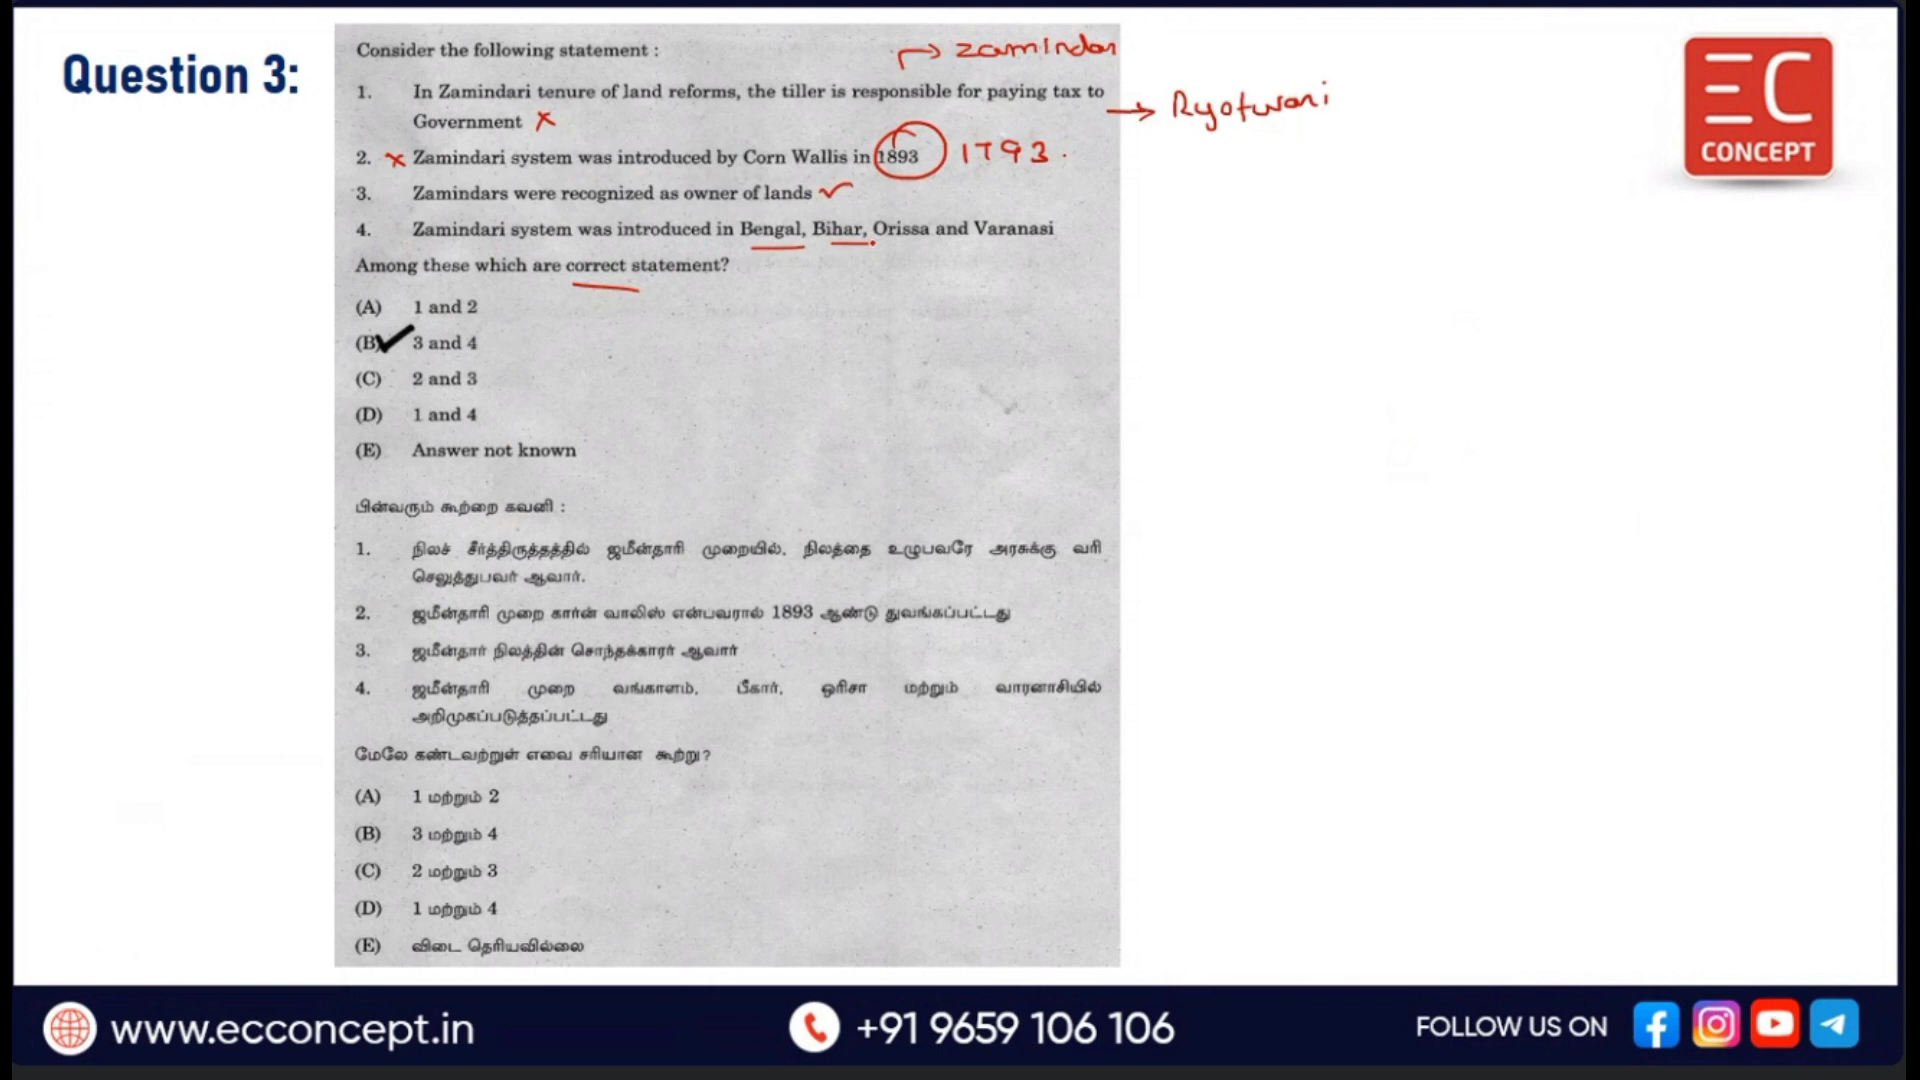 Question 3:
Consider the following statement :
→ zamindar
1. In Zamindari tenure of land reforms, the tiller is responsible for paying tax to
Government x
→ Ryotwari
2. x Zamindari system was introduced by Corn Wallis in 1893 1793.
3. Zamindars were recognized as owner of lands ✓
4. Zamindari system was introduced in Bengal, Bihar, Orissa and Varanasi
Among these which are correct statement?
(A) 1 and 2
(B) ✓ 3 and 4
(C) 2 and 3
(D) 1 and 4
(E) Answer not known
பின்வரும் கூற்றை கவனி :
1. நிலச் சீர்த்திருத்தத்தில் ஜமீன்தாரி முறையில், நிலத்தை உழுபவரே அரசுக்கு வரி
செலுத்துபவர் ஆவார்.
2. ஜமீன்தாரி முறை கார்ன் வாலிஸ் என்பவரால் 1893 ஆண்டு துவங்கப்பட்டது
3. ஜமீன்தார் நிலத்தின் சொந்தக்காரர் ஆவார்
4. ஜமீன்தாரி முறை வங்காளம், பீகார், ஒரிசா மற்றும் வாரனாசியில்
அறிமுகப்படுத்தப்பட்டது
மேலே கண்டவற்றுள் எவை சரியான கூற்று?
(A) 1 மற்றும் 2
(B) 3 மற்றும் 4
(C) 2 மற்றும் 3
(D) 1 மற்றும் 4
(E) விடை தெரியவில்லை
EC
CONCEPT
www.ecconcept.in
+91 9659 106 106
FOLLOW US ON